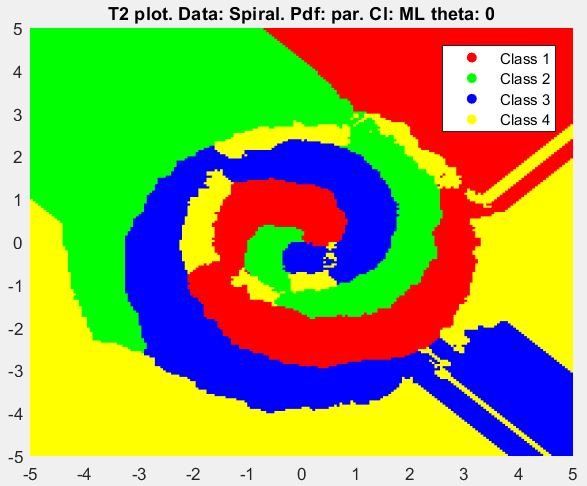 T2 plot. Data: Spiral. Pdf: par. Cl: ML theta: 0
Class 1
Class 2
Class 3
Class 4
5
4
3
2
1
0
-1
-2
-3
-4
-5
-5 -4 -3 -2 -1 0 1 2 3 4 5